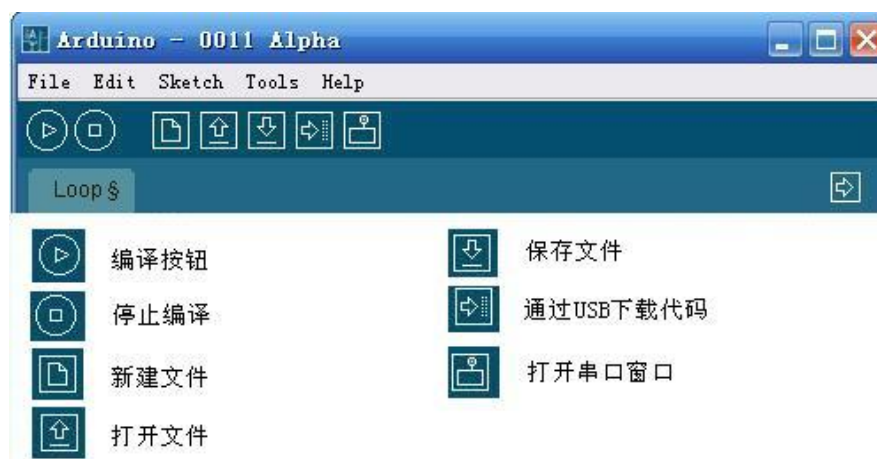 Arduino - 0011 Alpha
File Edit Sketch Tools Help
Loop §
编译按钮
停止编译
新建文件
打开文件
保存文件
通过USB下载代码
打开串口窗口